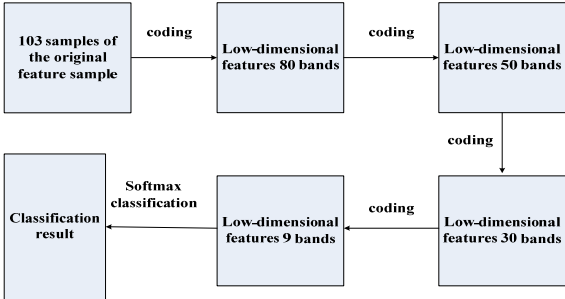 103 samples of
the original
feature sample
coding
Low-dimensional
features 80 bands
coding
Low-dimensional
features 50 bands
coding
Low-dimensional
features 30 bands
coding
Low-dimensional
features 9 bands
Softmax
classification
Classification
result